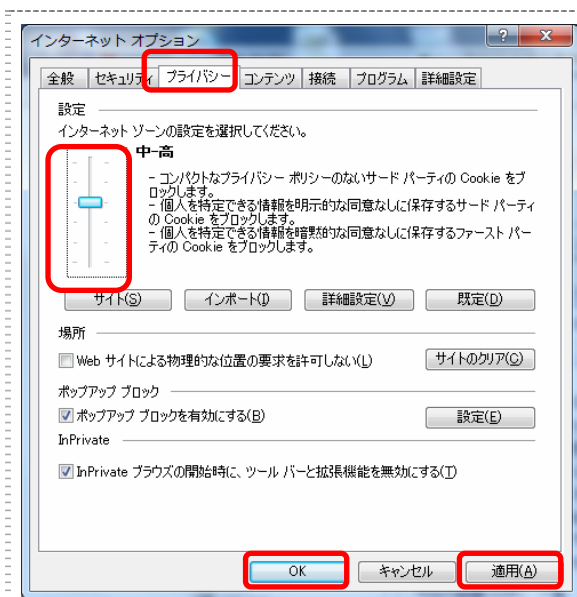 インターネット オプション
全般 セキュリティ プライバシー コンテンツ 接続 プログラム 詳細設定
設定
インターネット ゾーンの設定を選択してください。
中-高
- コンパクトなプライバシー ポリシーのないサード パーティの Cookie をブ
ロックします。
- 個人を特定できる情報を明示的な同意なしに保存するサード パーティ
の Cookie をブロックします。
- 個人を特定できる情報を暗黙的な同意なしに保存するファースト パー
ティの Cookie をブロックします。
サイト(S) インポート(I) 詳細設定(V) 既定(D)
場所
Web サイトによる物理的な位置の要求を許可しない(L) サイトのクリア(C)
ポップアップ ブロック
ポップアップ ブロックを有効にする(B) 設定(E)
InPrivate
InPrivate ブラウズの開始時に、ツール バーと拡張機能を無効にする(T)
OK キャンセル 適用(A)